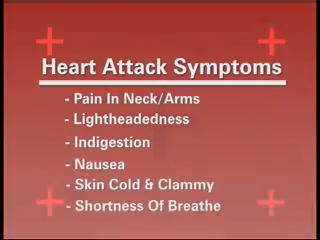 Heart Attack Symptoms
- Pain In Neck/Arms
- Lightheadedness
- Indigestion
- Nausea
- Skin Cold & Clammy
- Shortness Of Breathe